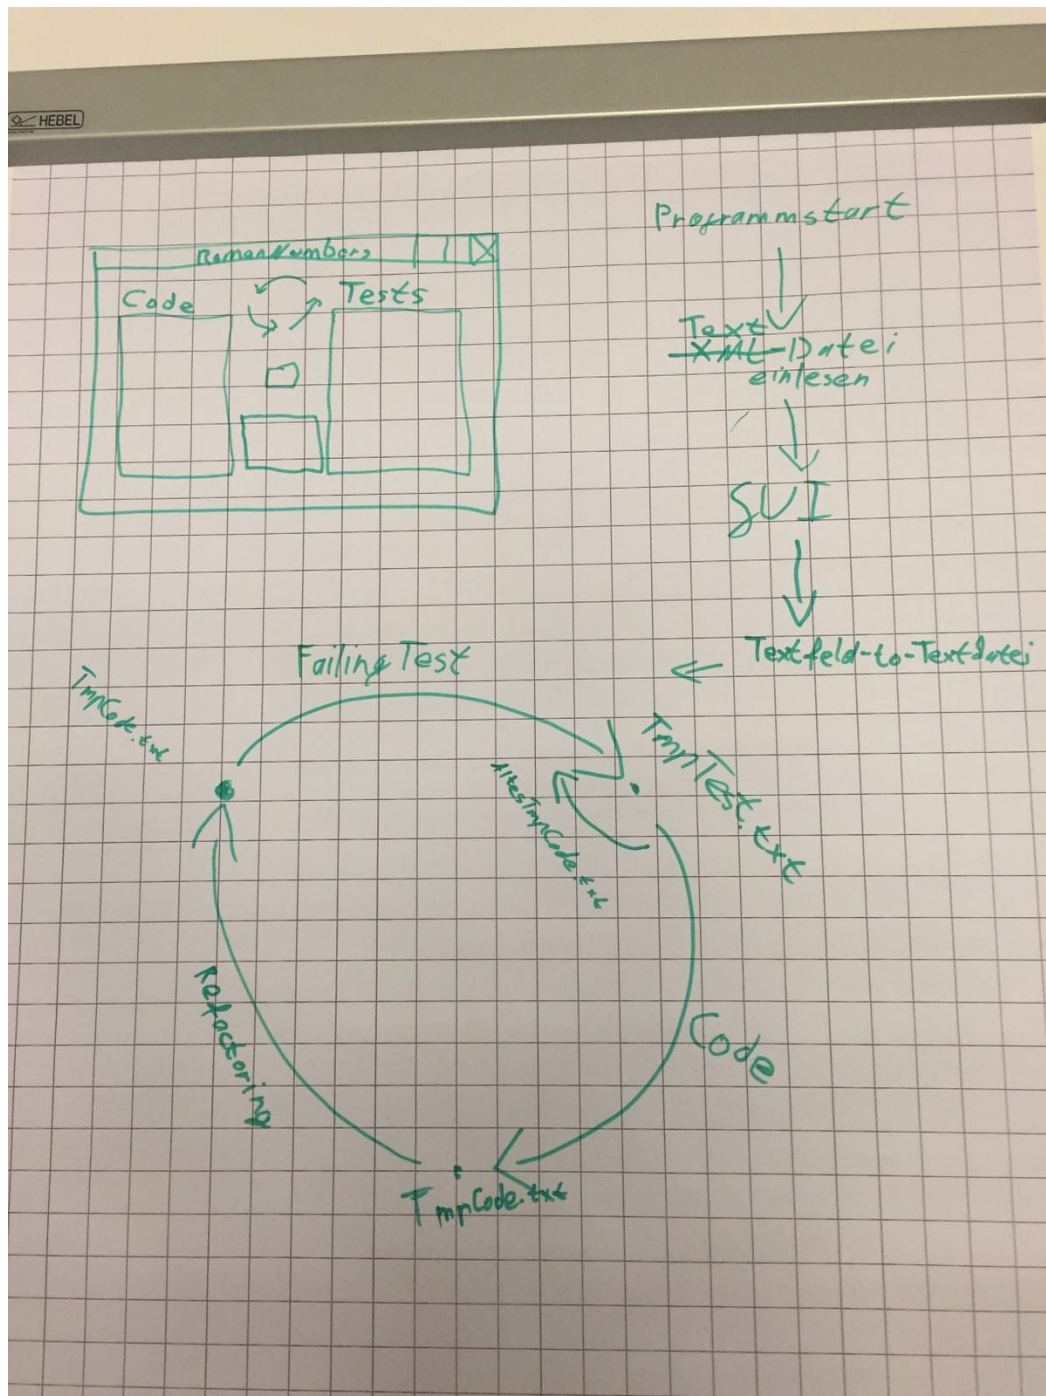 HEBEL
RomanNumbers
Code
Tests
Programmstart
Text
XML-Datei
einlesen
GUI
Textfeld-to-Textdatei
Failing Test
TmpCode.txt
TmpTest.txt
AltesTmpCode.txt
Code
Refactoring
TmpCode.txt